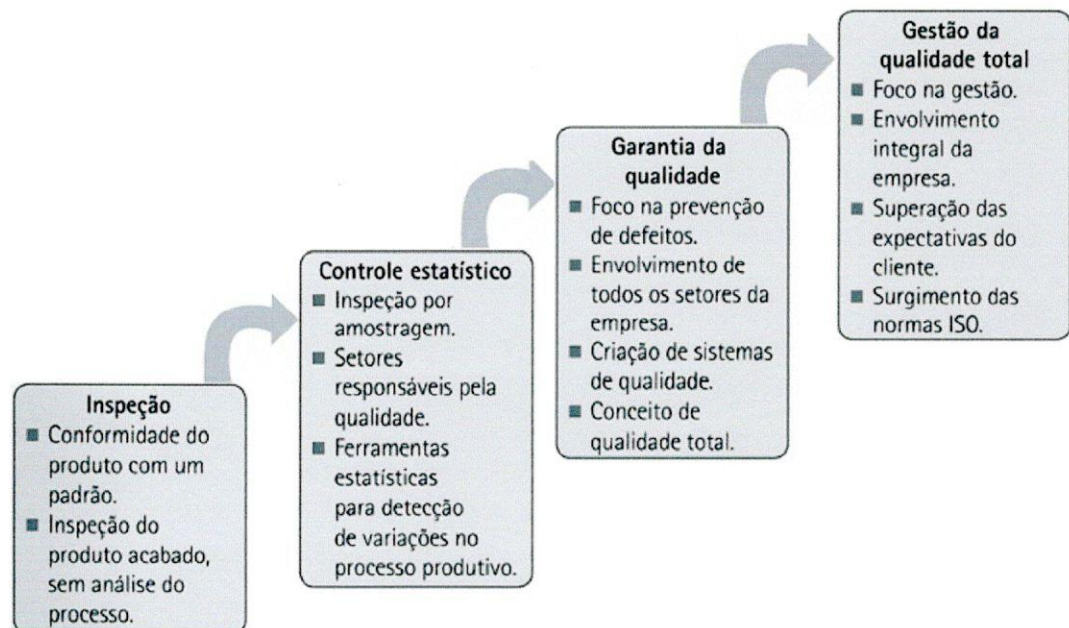 Inspeção
■ Conformidade do
produto com um
padrão.
■ Inspeção do
produto acabado,
sem análise do
processo.
Controle estatístico
■ Inspeção por
amostragem.
■ Setores
responsáveis pela
qualidade.
■ Ferramentas
estatísticas
para detecção
de variações no
processo produtivo.
Garantia da
qualidade
■ Foco na prevenção
de defeitos.
■ Envolvimento de
todos os setores da
empresa.
■ Criação de sistemas
de qualidade.
■ Conceito de
qualidade total.
Gestão da
qualidade total
■ Foco na gestão.
■ Envolvimento
integral da
empresa.
■ Superação das
expectativas do
cliente.
■ Surgimento das
normas ISO.